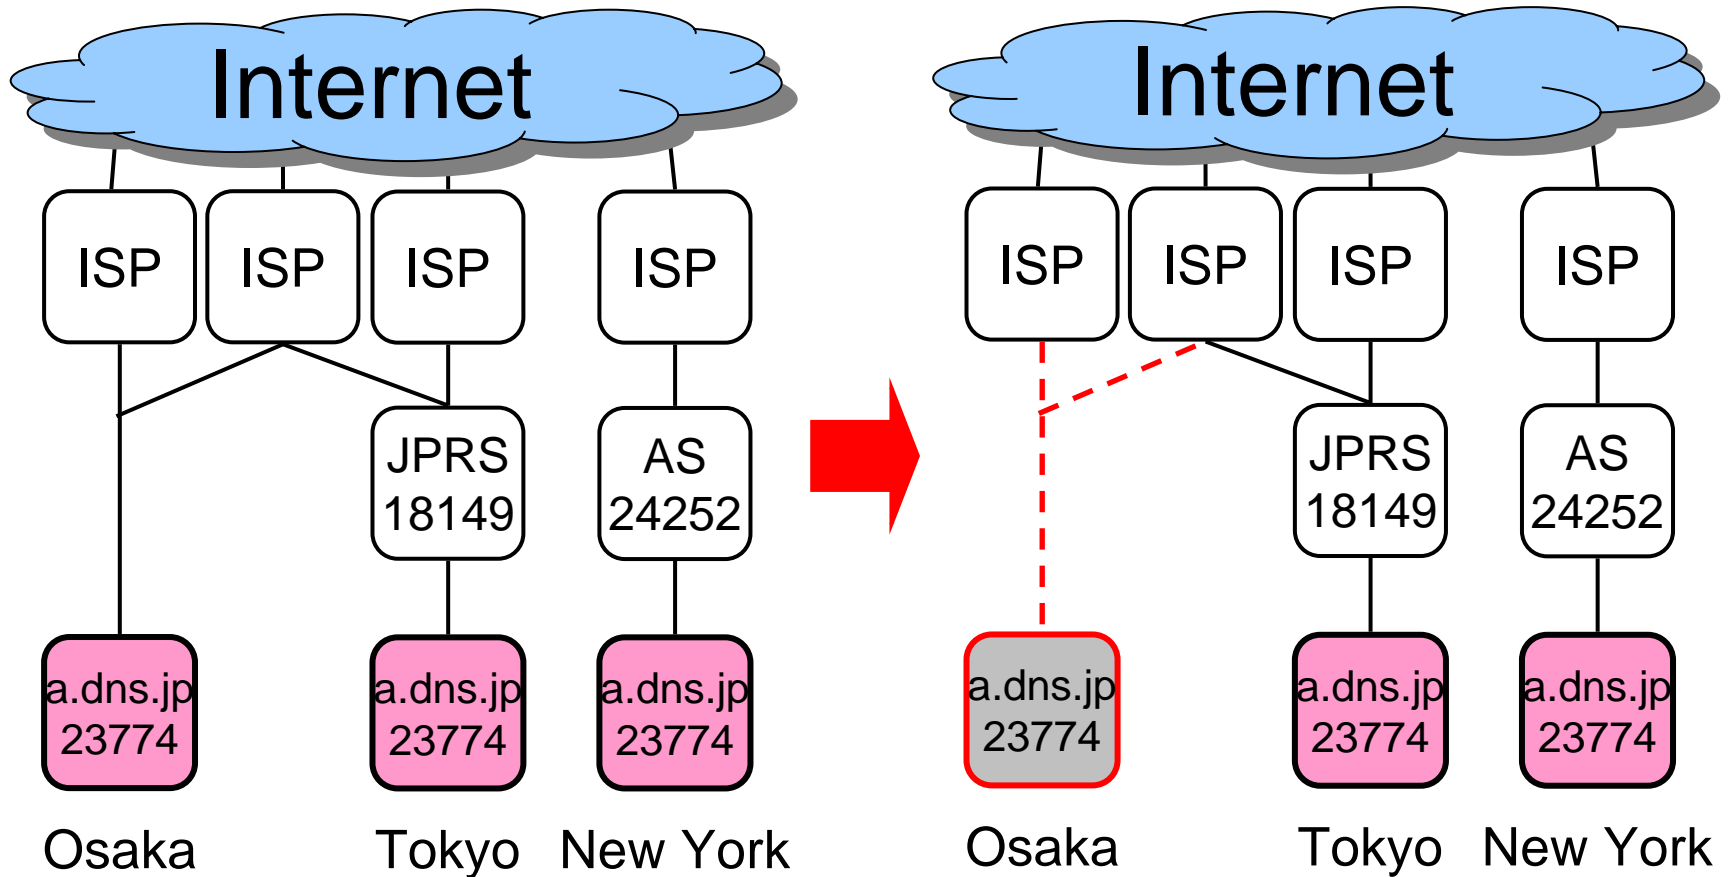 Internet
ISP
ISP
ISP
ISP
JPRS
18149
AS
24252
a.dns.jp
23774
a.dns.jp
23774
a.dns.jp
23774
Osaka
Tokyo
New York
Internet
ISP
ISP
ISP
ISP
JPRS
18149
AS
24252
a.dns.jp
23774
a.dns.jp
23774
a.dns.jp
23774
Osaka
Tokyo
New York